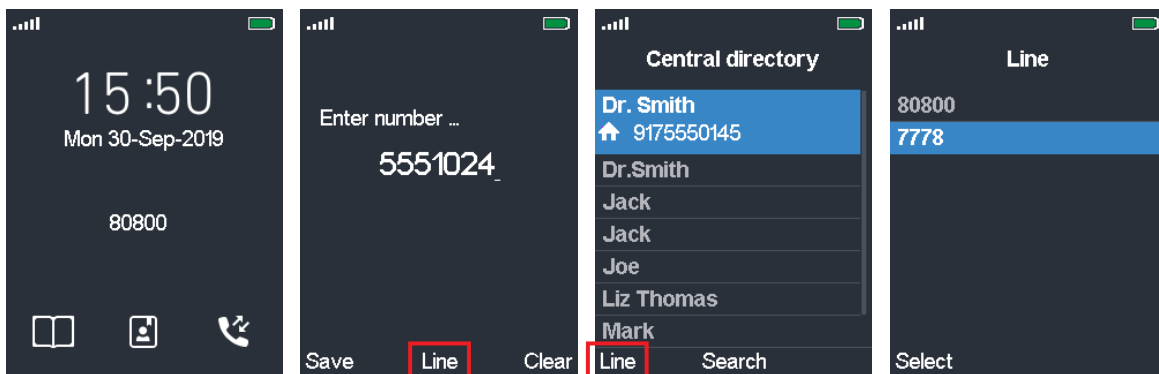 15:50
Mon 30-Sep-2019
80800
Enter number ...
5551024_
Save Line Clear
Central directory
Dr. Smith
9175550145
Dr.Smith
Jack
Jack
Joe
Liz Thomas
Mark
Line Search
Line
80800
7778
Select